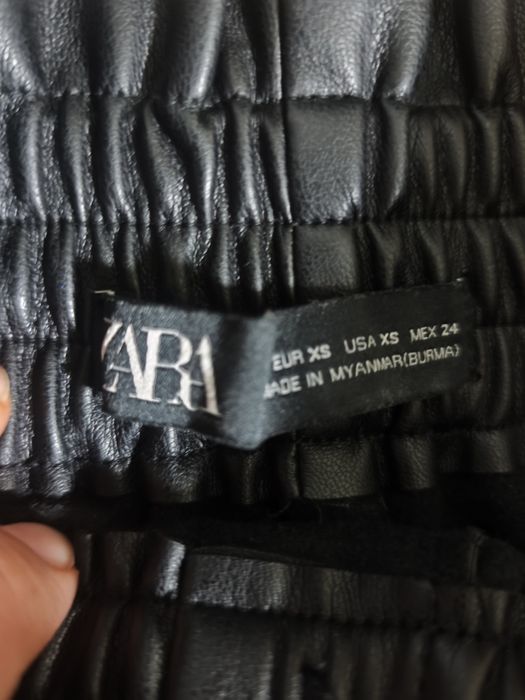 ZARA
EUR XS USA XS MEX 24
MADE IN MYANMAR(BURMA)